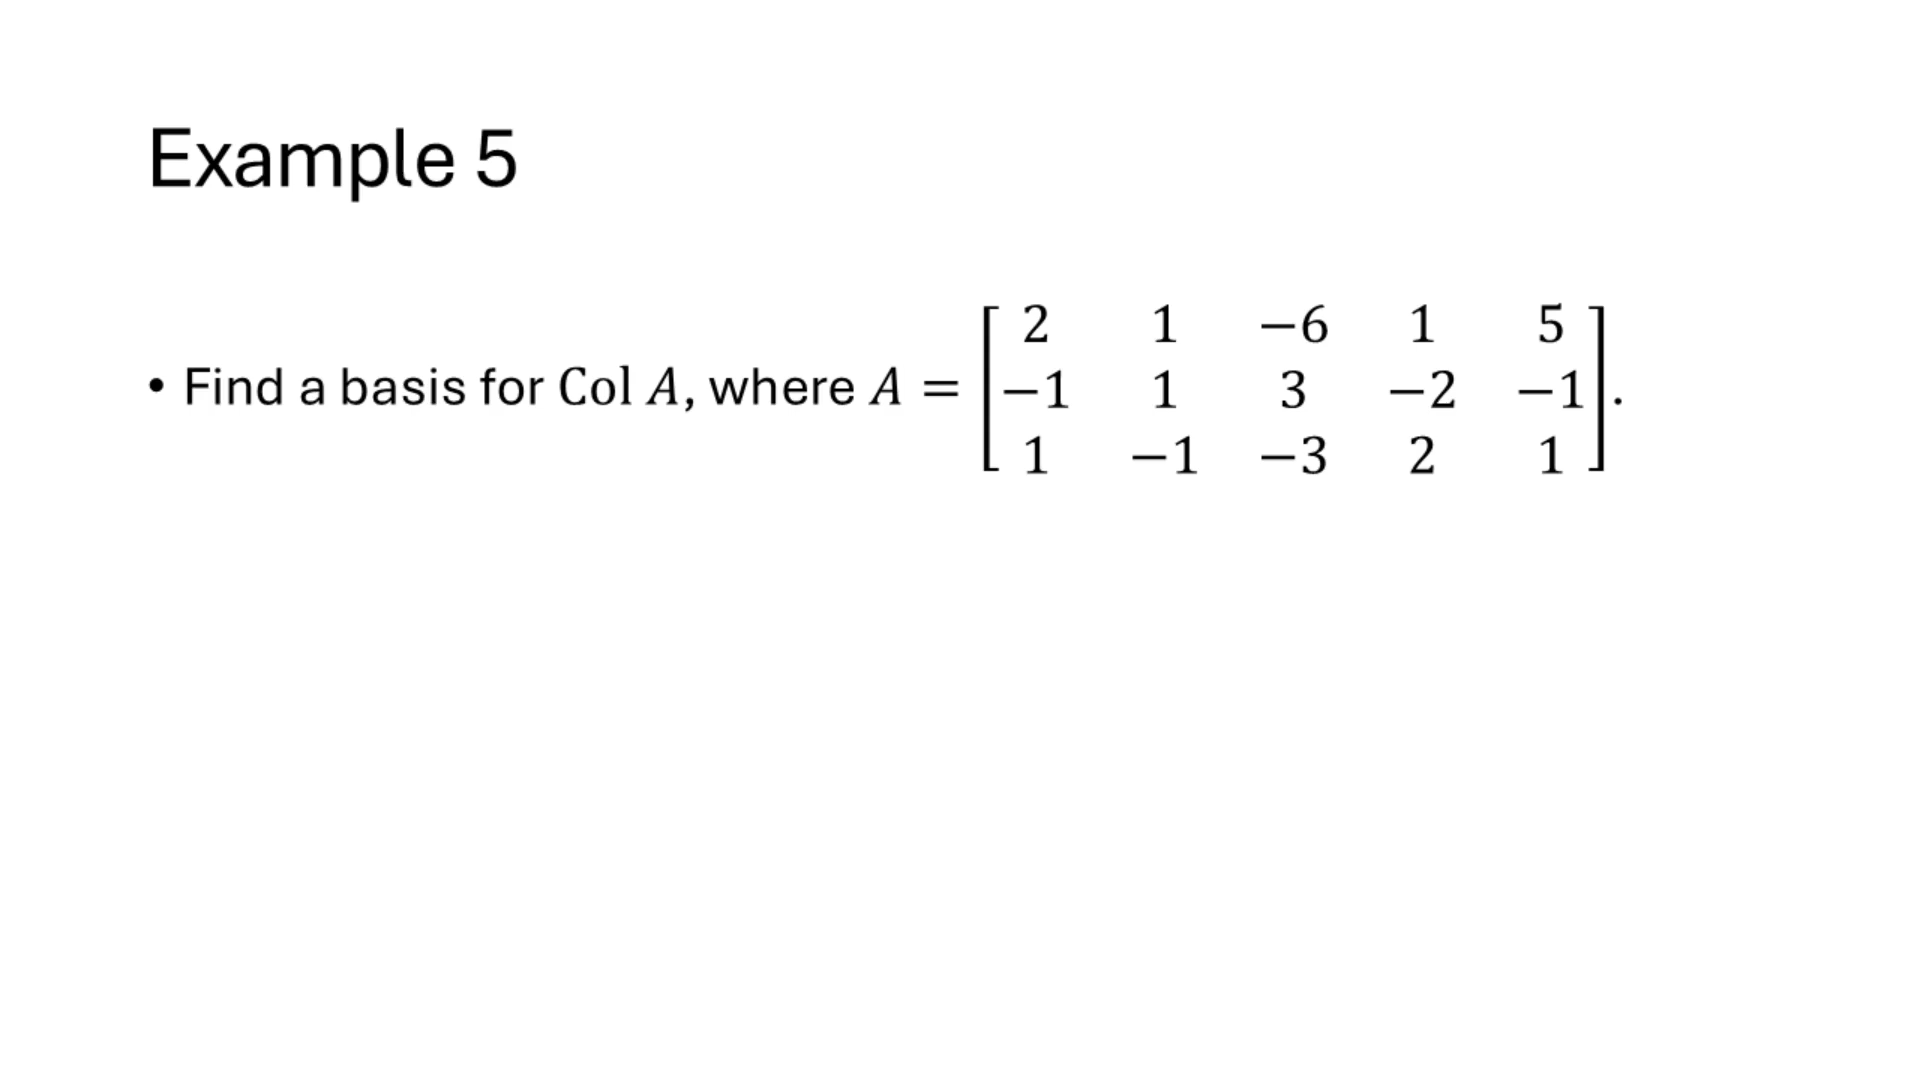 Example 5
• Find a basis for Col A, where A = [2 1 −6 1 5; −1 1 3 −2 −1; 1 −1 −3 2 1].